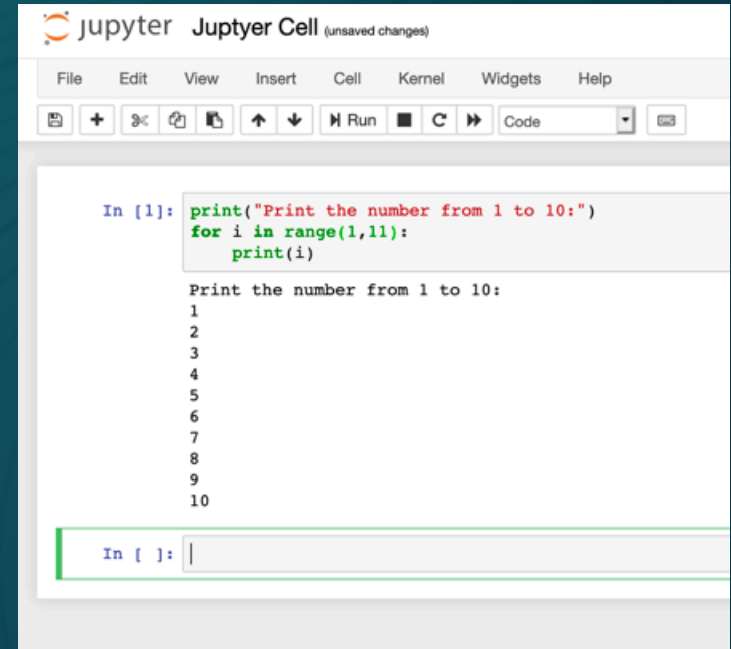 jupyter Juptyer Cell (unsaved changes)
File Edit View Insert Cell Kernel Widgets Help
Run Code
In [1]: print("Print the number from 1 to 10:")
for i in range(1,11):
    print(i)
Print the number from 1 to 10:
1
2
3
4
5
6
7
8
9
10
In [ ]: